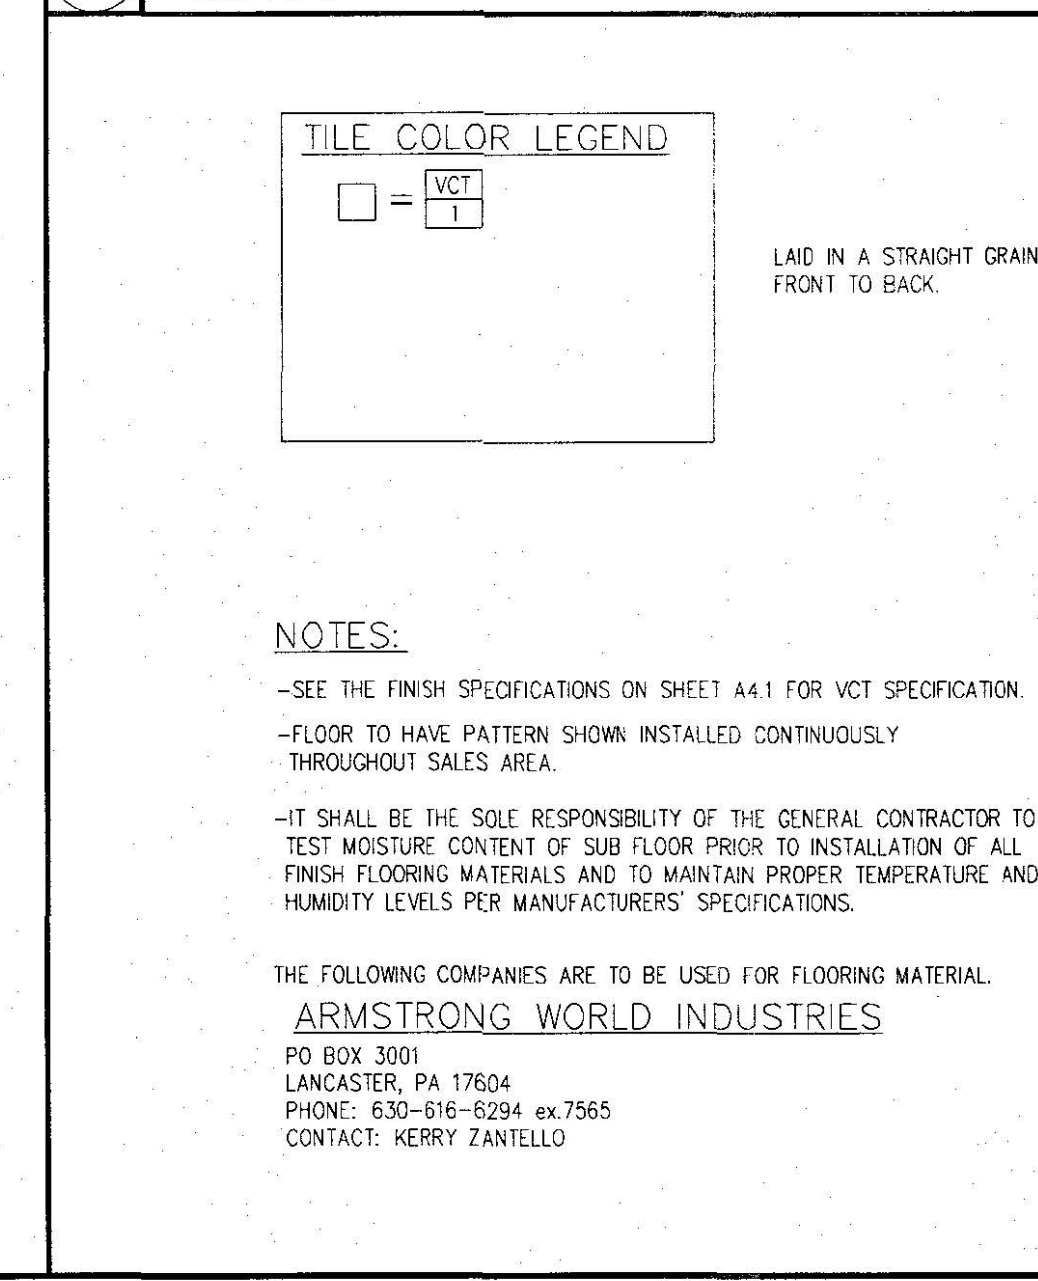 TILE COLOR LEGEND
= VCT
1
LAID IN A STRAIGHT GRAIN
FRONT TO BACK.
NOTES:
-SEE THE FINISH SPECIFICATIONS ON SHEET A4.1 FOR VCT SPECIFICATION.
-FLOOR TO HAVE PATTERN SHOWN INSTALLED CONTINUOUSLY
THROUGHOUT SALES AREA.
-IT SHALL BE THE SOLE RESPONSIBILITY OF THE GENERAL CONTRACTOR TO
TEST MOISTURE CONTENT OF SUB FLOOR PRIOR TO INSTALLATION OF ALL
FINISH FLOORING MATERIALS AND TO MAINTAIN PROPER TEMPERATURE AND
HUMIDITY LEVELS PER MANUFACTURERS' SPECIFICATIONS.
THE FOLLOWING COMPANIES ARE TO BE USED FOR FLOORING MATERIAL.
ARMSTRONG WORLD INDUSTRIES
PO BOX 3001
LANCASTER, PA 17604
PHONE: 630-616-6294 ex.7565
CONTACT: KERRY ZANTELLO